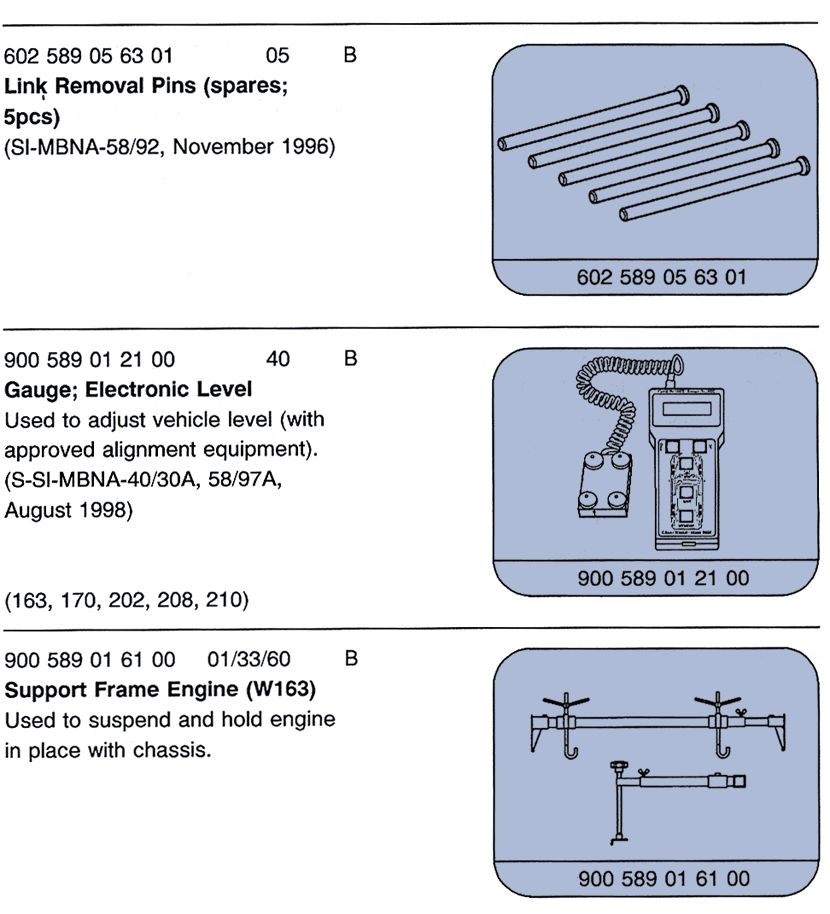 602 589 05 63 01 05 B
Link Removal Pins (spares;
5pcs)
(SI-MBNA-58/92, November 1996)
602 589 05 63 01
900 589 01 21 00 40 B
Gauge; Electronic Level
Used to adjust vehicle level (with
approved alignment equipment).
(S-SI-MBNA-40/30A, 58/97A,
August 1998)
(163, 170, 202, 208, 210)
900 589 01 21 00
900 589 01 61 00 01/33/60 B
Support Frame Engine (W163)
Used to suspend and hold engine
in place with chassis.
900 589 01 61 00